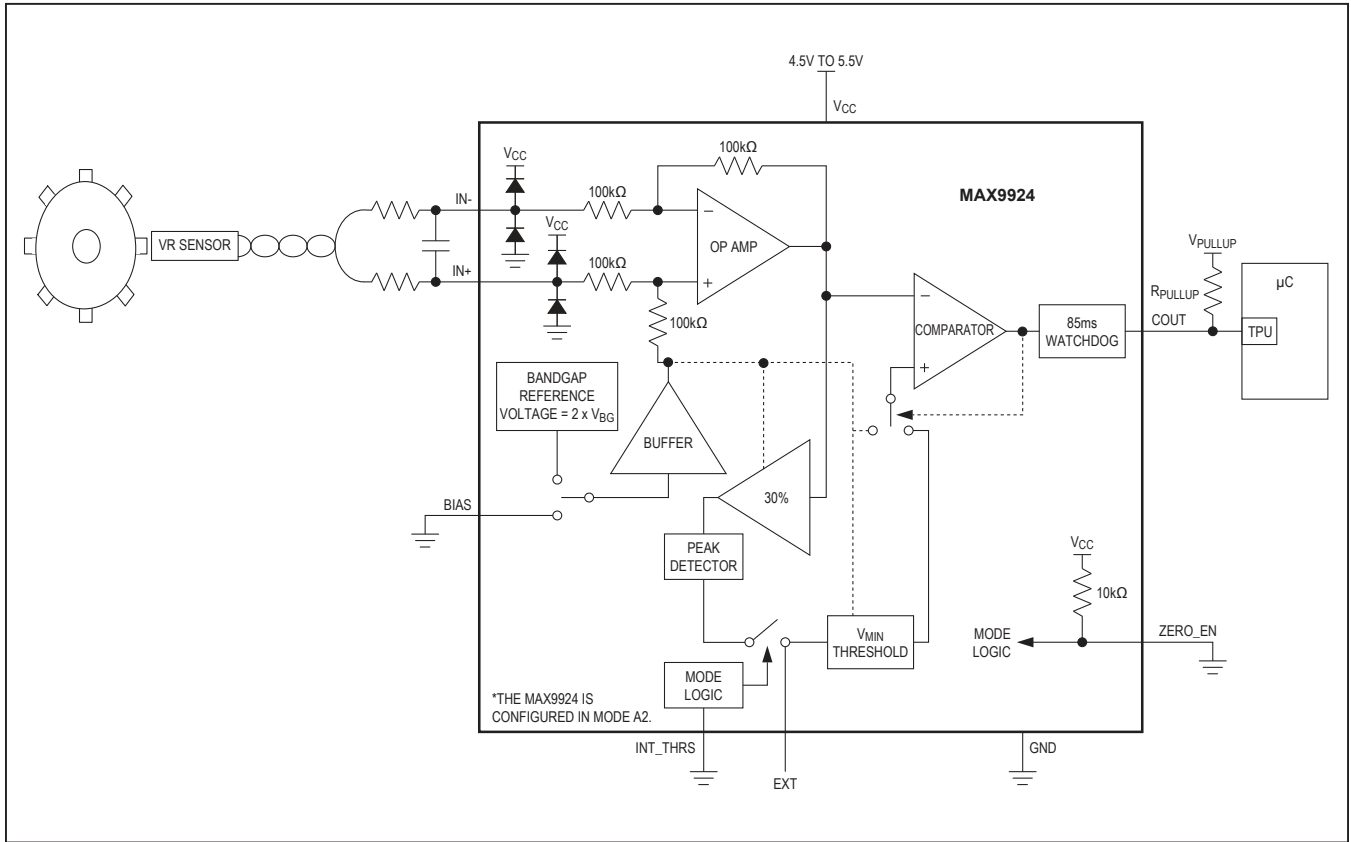 4.5V TO 5.5V
VCC
VCC
100kΩ
MAX9924
100kΩ
IN-
VCC
OP AMP
VR SENSOR
VPULLUP
µC
100kΩ
IN+
RPULLUP
100kΩ
COMPARATOR
85ms
WATCHDOG
COUT
TPU
BANDGAP
REFERENCE
VOLTAGE = 2 x VBG
BUFFER
30%
BIAS
PEAK
DETECTOR
VCC
10kΩ
VMIN
THRESHOLD
MODE
LOGIC
ZERO_EN
MODE
LOGIC
*THE MAX9924 IS
CONFIGURED IN MODE A2.
INT_THRS
EXT
GND